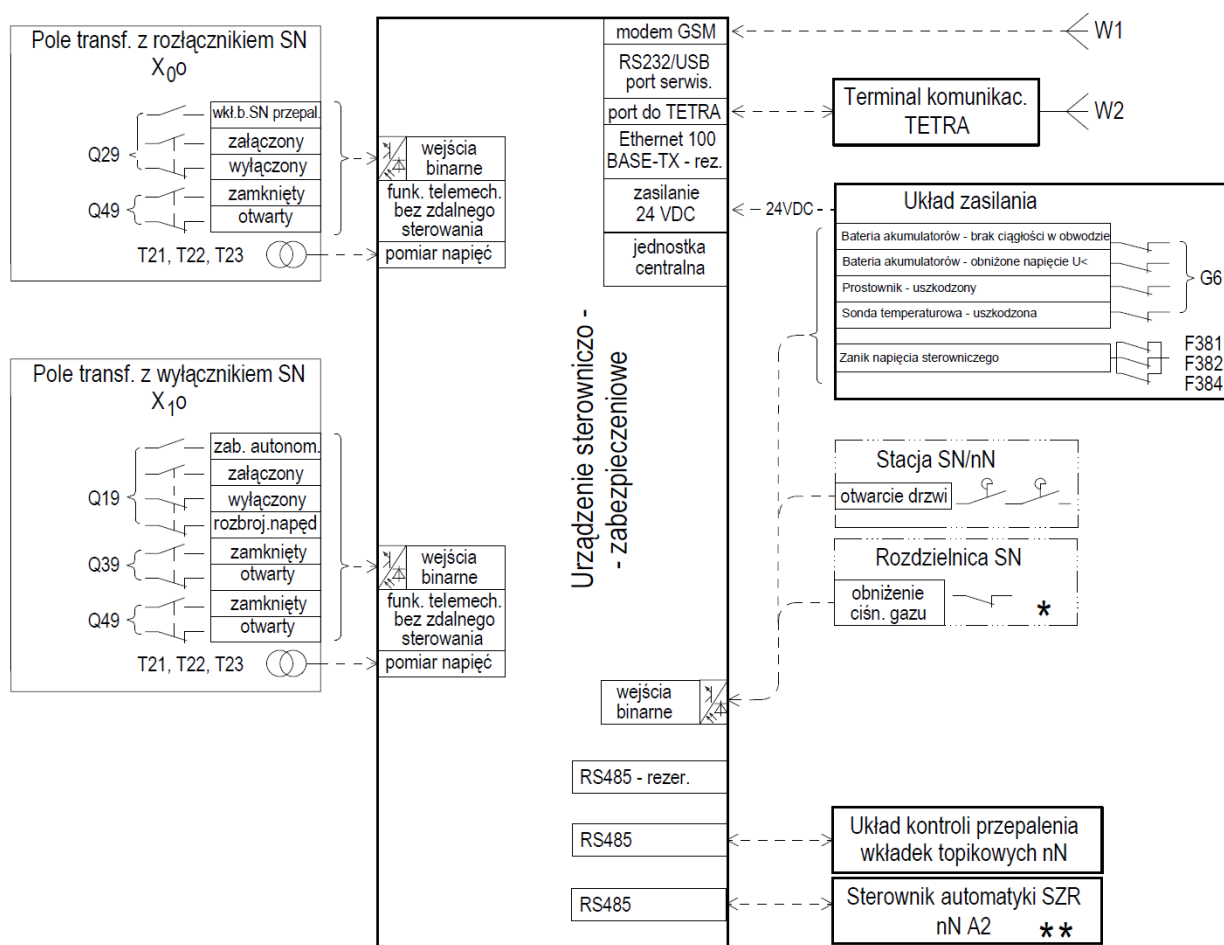 Pole transf. z rozłącznikiem SN
X0o
Q29
wkł.b.SN przepal.
załączony
wyłączony
Q49
zamknięty
otwarty
T21, T22, T23
wejścia
binarne
funk. telemech.
bez zdalnego
sterowania
pomiar napięć
Pole transf. z wyłącznikiem SN
X1o
Q19
zab. autonom.
załączony
wyłączony
rozbroj.napęd
Q39
zamknięty
otwarty
Q49
zamknięty
otwarty
T21, T22, T23
wejścia
binarne
funk. telemech.
bez zdalnego
sterowania
pomiar napięć
Urządzenie sterowniczo -
- zabezpieczeniowe
modem GSM
RS232/USB
port serwis.
port do TETRA
Ethernet 100
BASE-TX - rez.
zasilanie
24 VDC
jednostka
centralna
W1
Terminal komunikac.
TETRA
W2
24VDC
Układ zasilania
Bateria akumulatorów - brak ciągłości w obwodzie
Bateria akumulatorów - obniżone napięcie U<
Prostownik - uszkodzony
Sonda temperaturowa - uszkodzona
G6
Zanik napięcia sterowniczego
F381
F382
F384
Stacja SN/nN
otwarcie drzwi
Rozdzielnica SN
obniżenie
ciśn. gazu
*
wejścia
binarne
RS485 - rezer.
RS485
Układ kontroli przepalenia
wkładek topikowych nN
RS485
Sterownik automatyki SZR
nN A2 **